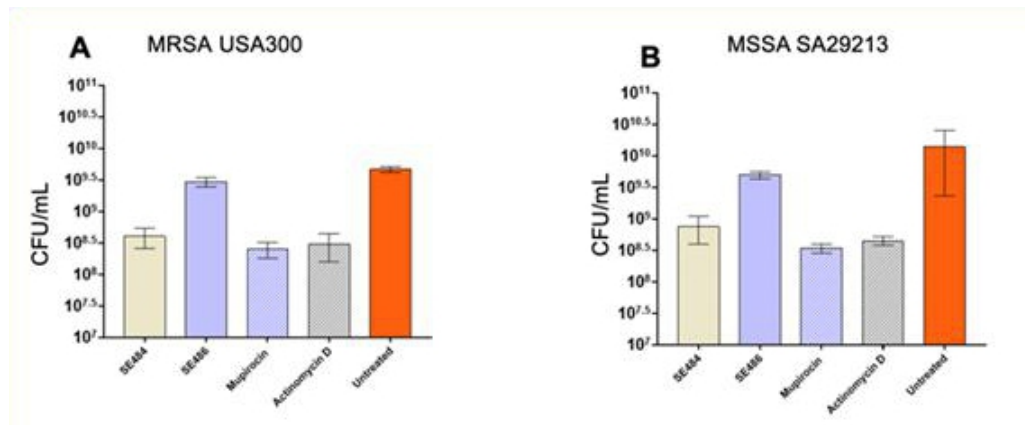 A MRSA USA300
CFU/mL
10^11
10^10.5
10^10
10^9.5
10^9
10^8.5
10^8
10^7.5
10^7
SE484
SE486
Mupirocin
Actinomycin D
Untreated
B MSSA SA29213
CFU/mL
10^11
10^10.5
10^10
10^9.5
10^9
10^8.5
10^8
10^7.5
10^7
SE484
SE486
Mupirocin
Actinomycin D
Untreated